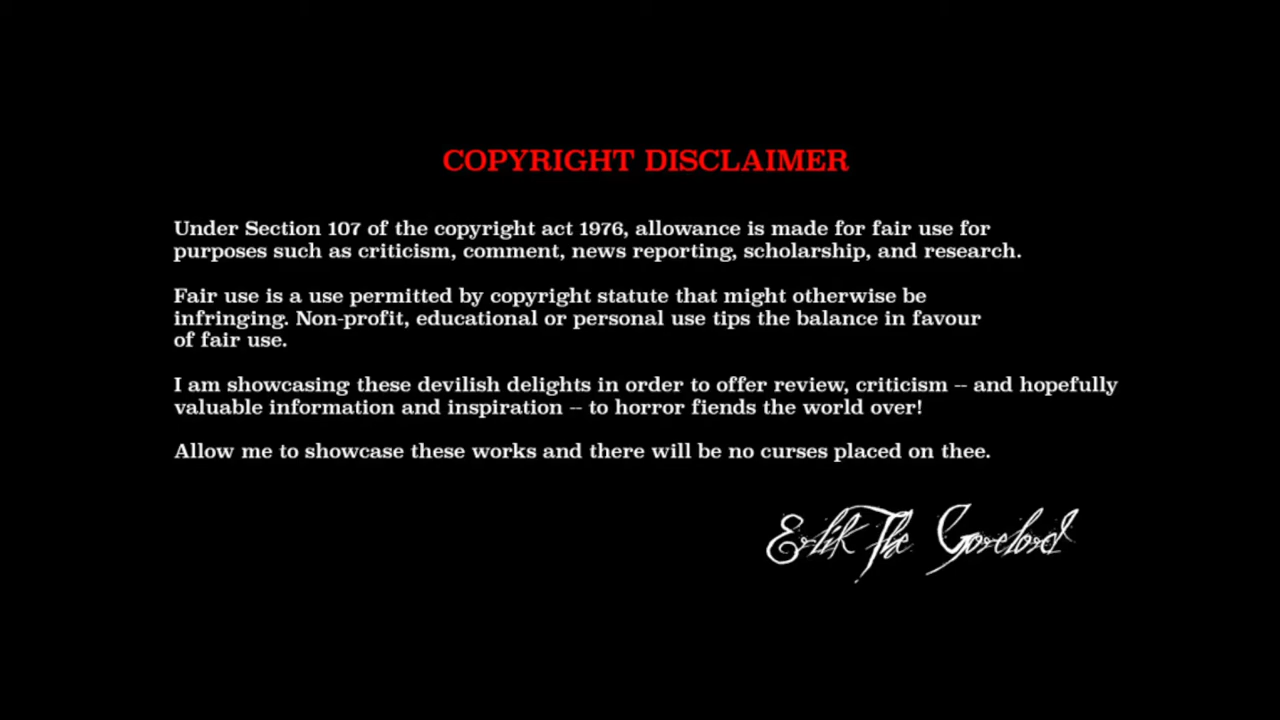 COPYRIGHT DISCLAIMER
Under Section 107 of the copyright act 1976, allowance is made for fair use for
purposes such as criticism, comment, news reporting, scholarship, and research.
Fair use is a use permitted by copyright statute that might otherwise be
infringing. Non-profit, educational or personal use tips the balance in favour
of fair use.
I am showcasing these devilish delights in order to offer review, criticism -- and hopefully
valuable information and inspiration -- to horror fiends the world over!
Allow me to showcase these works and there will be no curses placed on thee.
Erlik The Gorelord